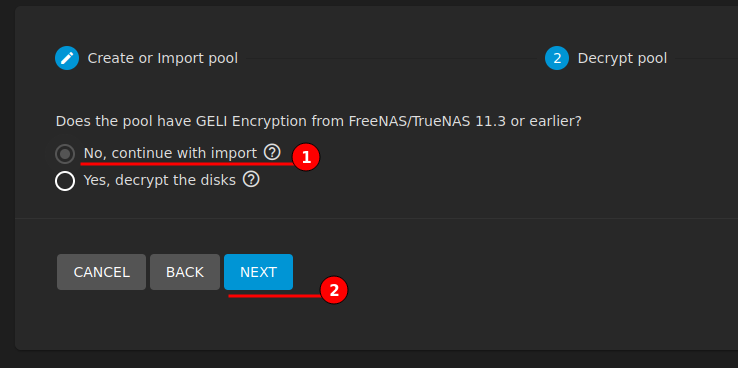 Create or Import pool
2 Decrypt pool
Does the pool have GELI Encryption from FreeNAS/TrueNAS 11.3 or earlier?
No, continue with import ? 1
Yes, decrypt the disks ?
CANCEL BACK NEXT
2